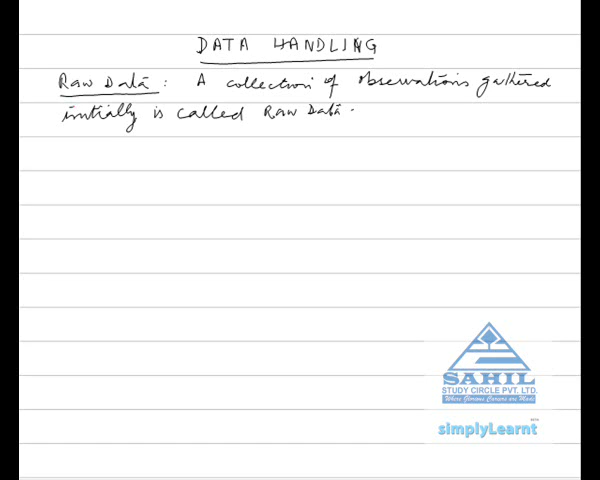 DATA HANDLING
Raw Data : A collection of observations gathered
initially is called Raw Data.
SAHIL
STUDY CIRCLE PVT. LTD.
Where Glorious Careers are Made
BETA
simplyLearnt